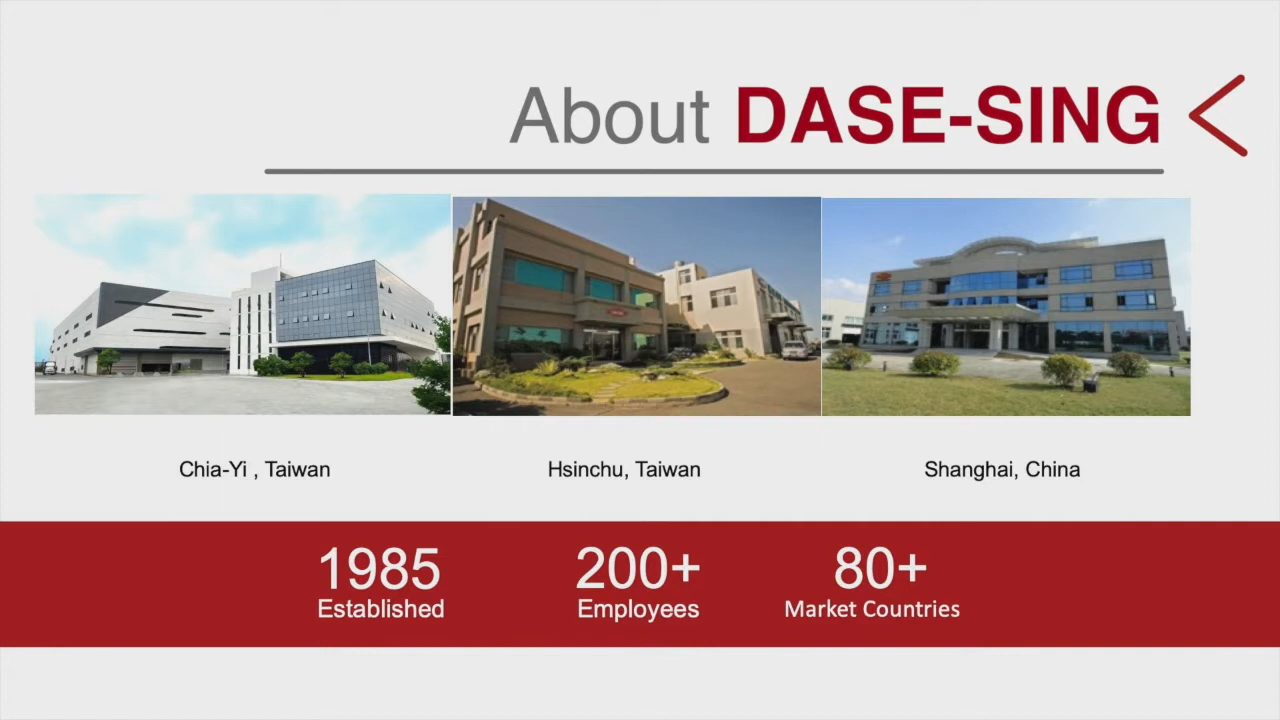 About DASE-SING
Chia-Yi , Taiwan
Hsinchu, Taiwan
Shanghai, China
1985
Established
200+
Employees
80+
Market Countries